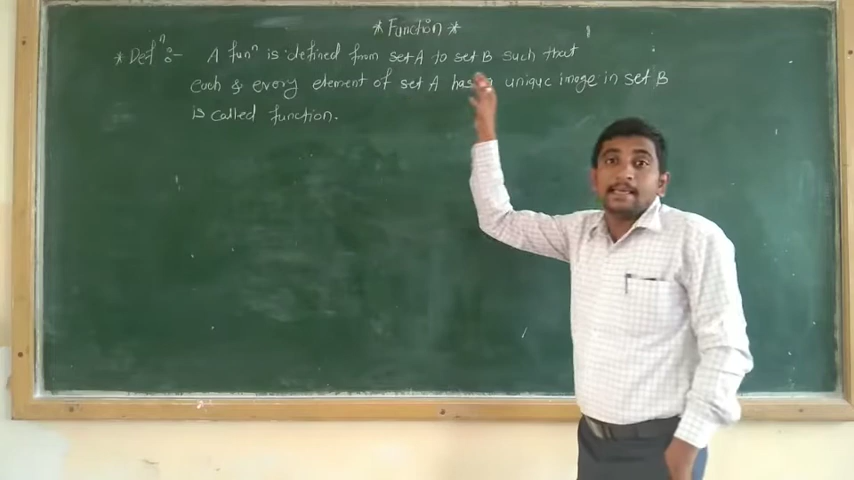 * Function *
* Defⁿ :- A funⁿ is defined from set A to set B such that
each & every element of set A has a unique image in set B
is called function.